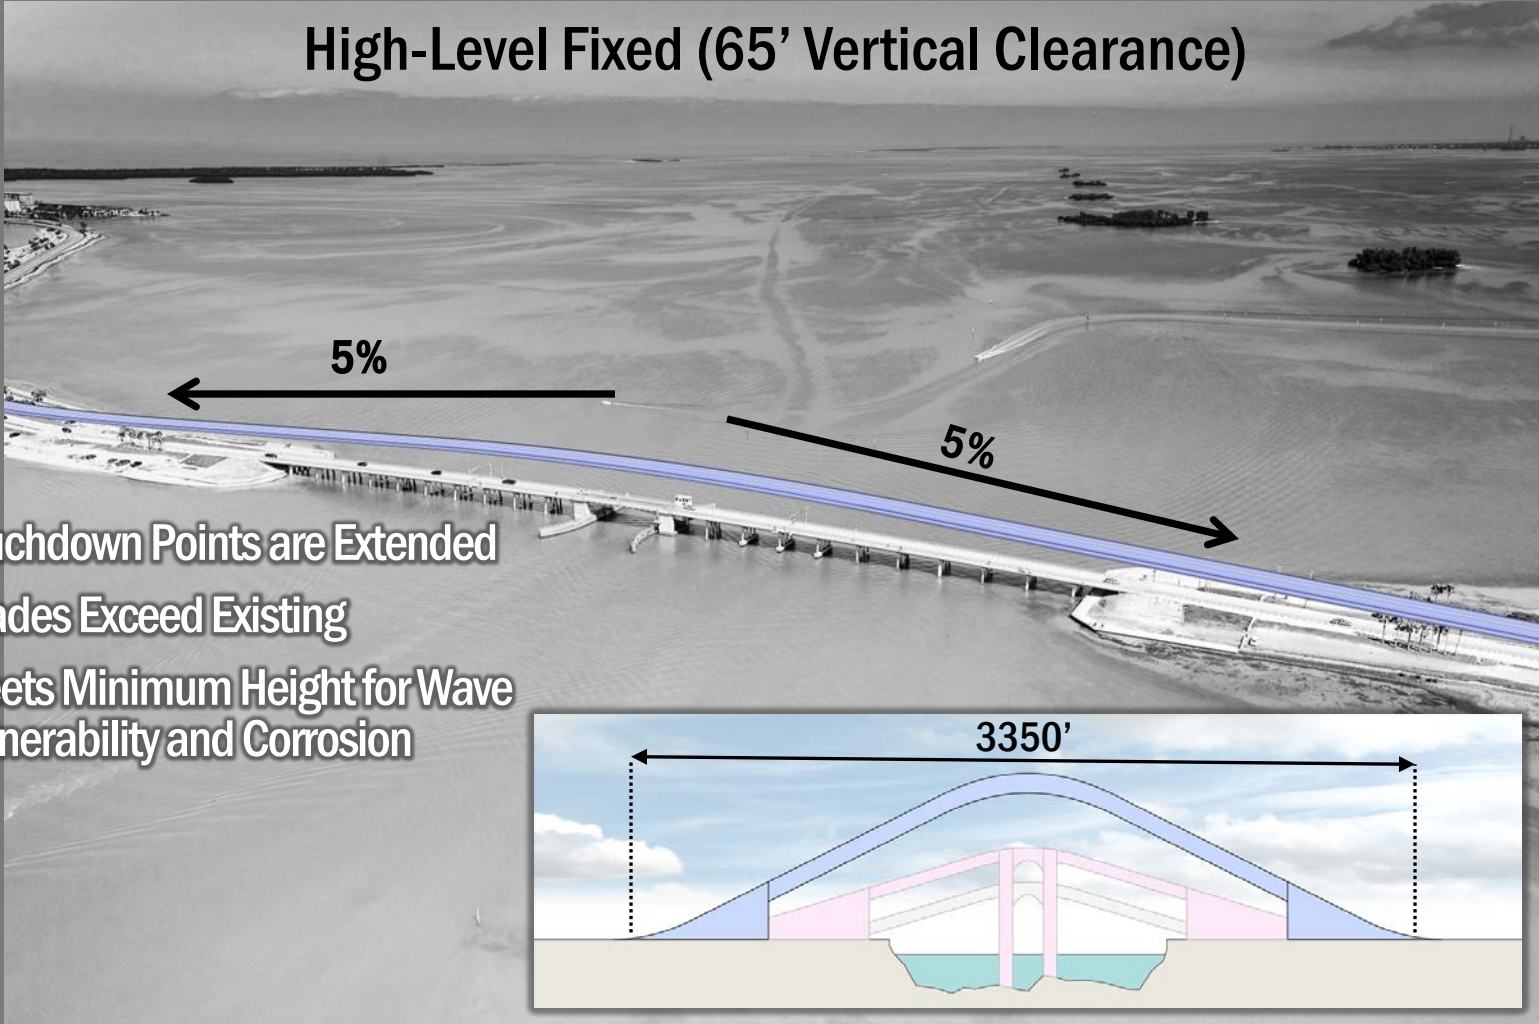 High-Level Fixed (65’ Vertical Clearance)
5%
5%
uchdown Points are Extended
ades Exceed Existing
ets Minimum Height for Wave
nerability and Corrosion
3350’